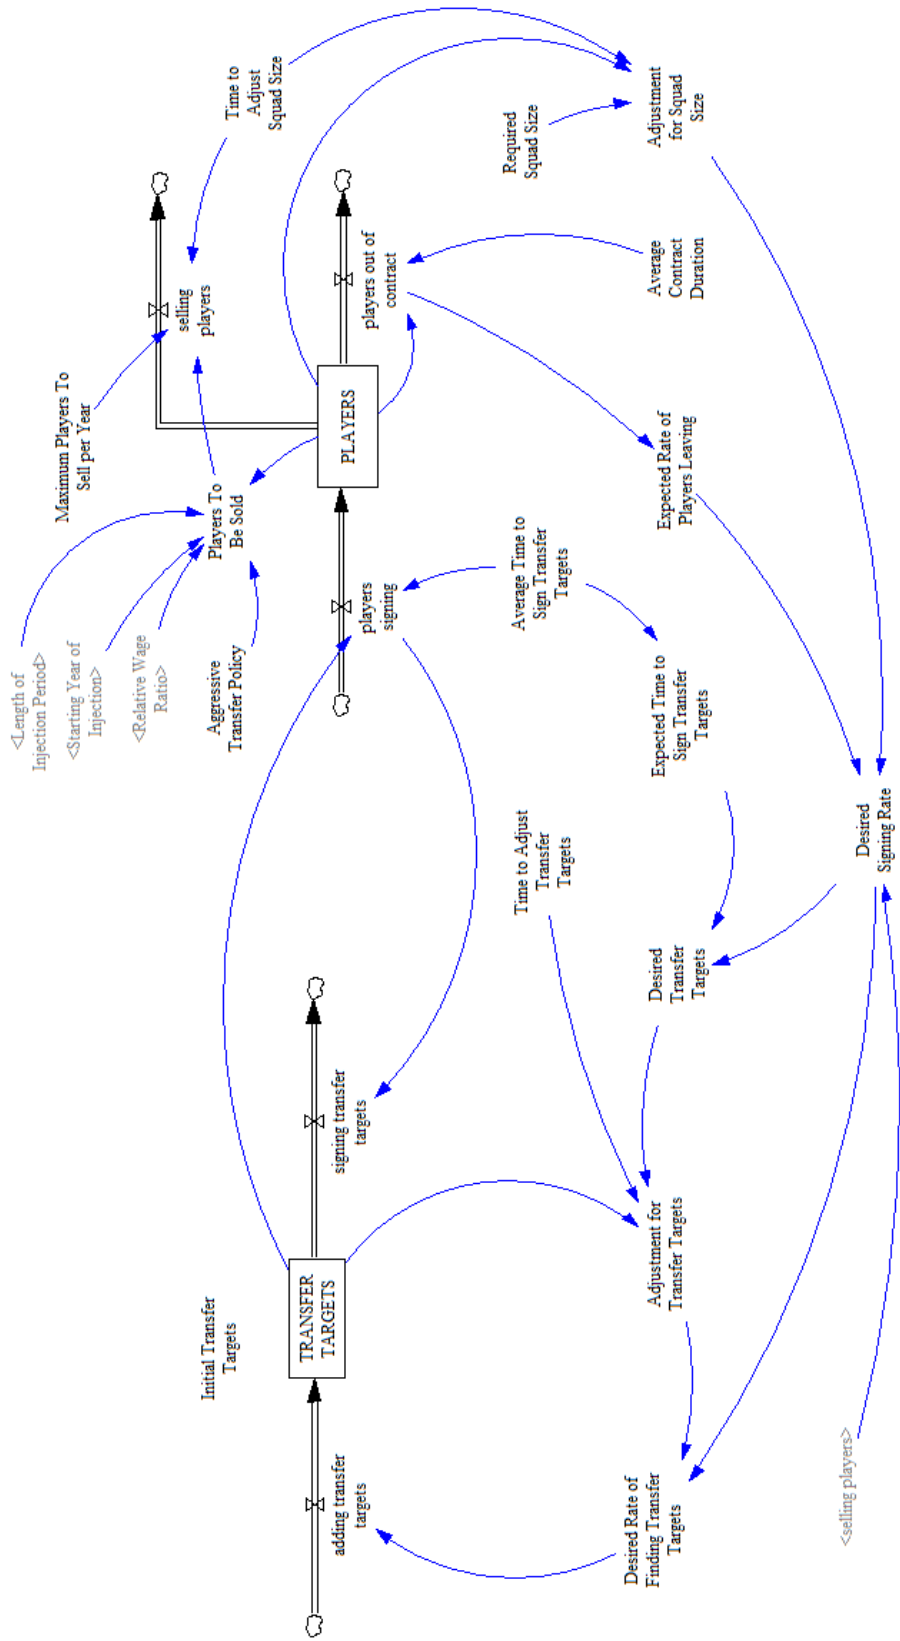 Initial Transfer
Targets
TRANSFER
TARGETS
adding transfer
targets
signing transfer
targets
Desired Rate of
Finding Transfer
Targets
Adjustment for
Transfer Targets
Desired
Transfer
Targets
Time to Adjust
Transfer
Targets
<selling players>
Desired
Signing Rate
Expected Time to
Sign Transfer
Targets
Average Time to
Sign Transfer
Targets
players
signing
PLAYERS
<Length of
Injection Period>
<Starting Year of
Injection>
<Relative Wage
Ratio>
Aggressive
Transfer Policy
Players To
Be Sold
Maximum Players To
Sell per Year
selling
players
Time to
Adjust
Squad Size
players out of
contract
Expected Rate of
Players Leaving
Average
Contract
Duration
Required
Squad Size
Adjustment
for Squad
Size